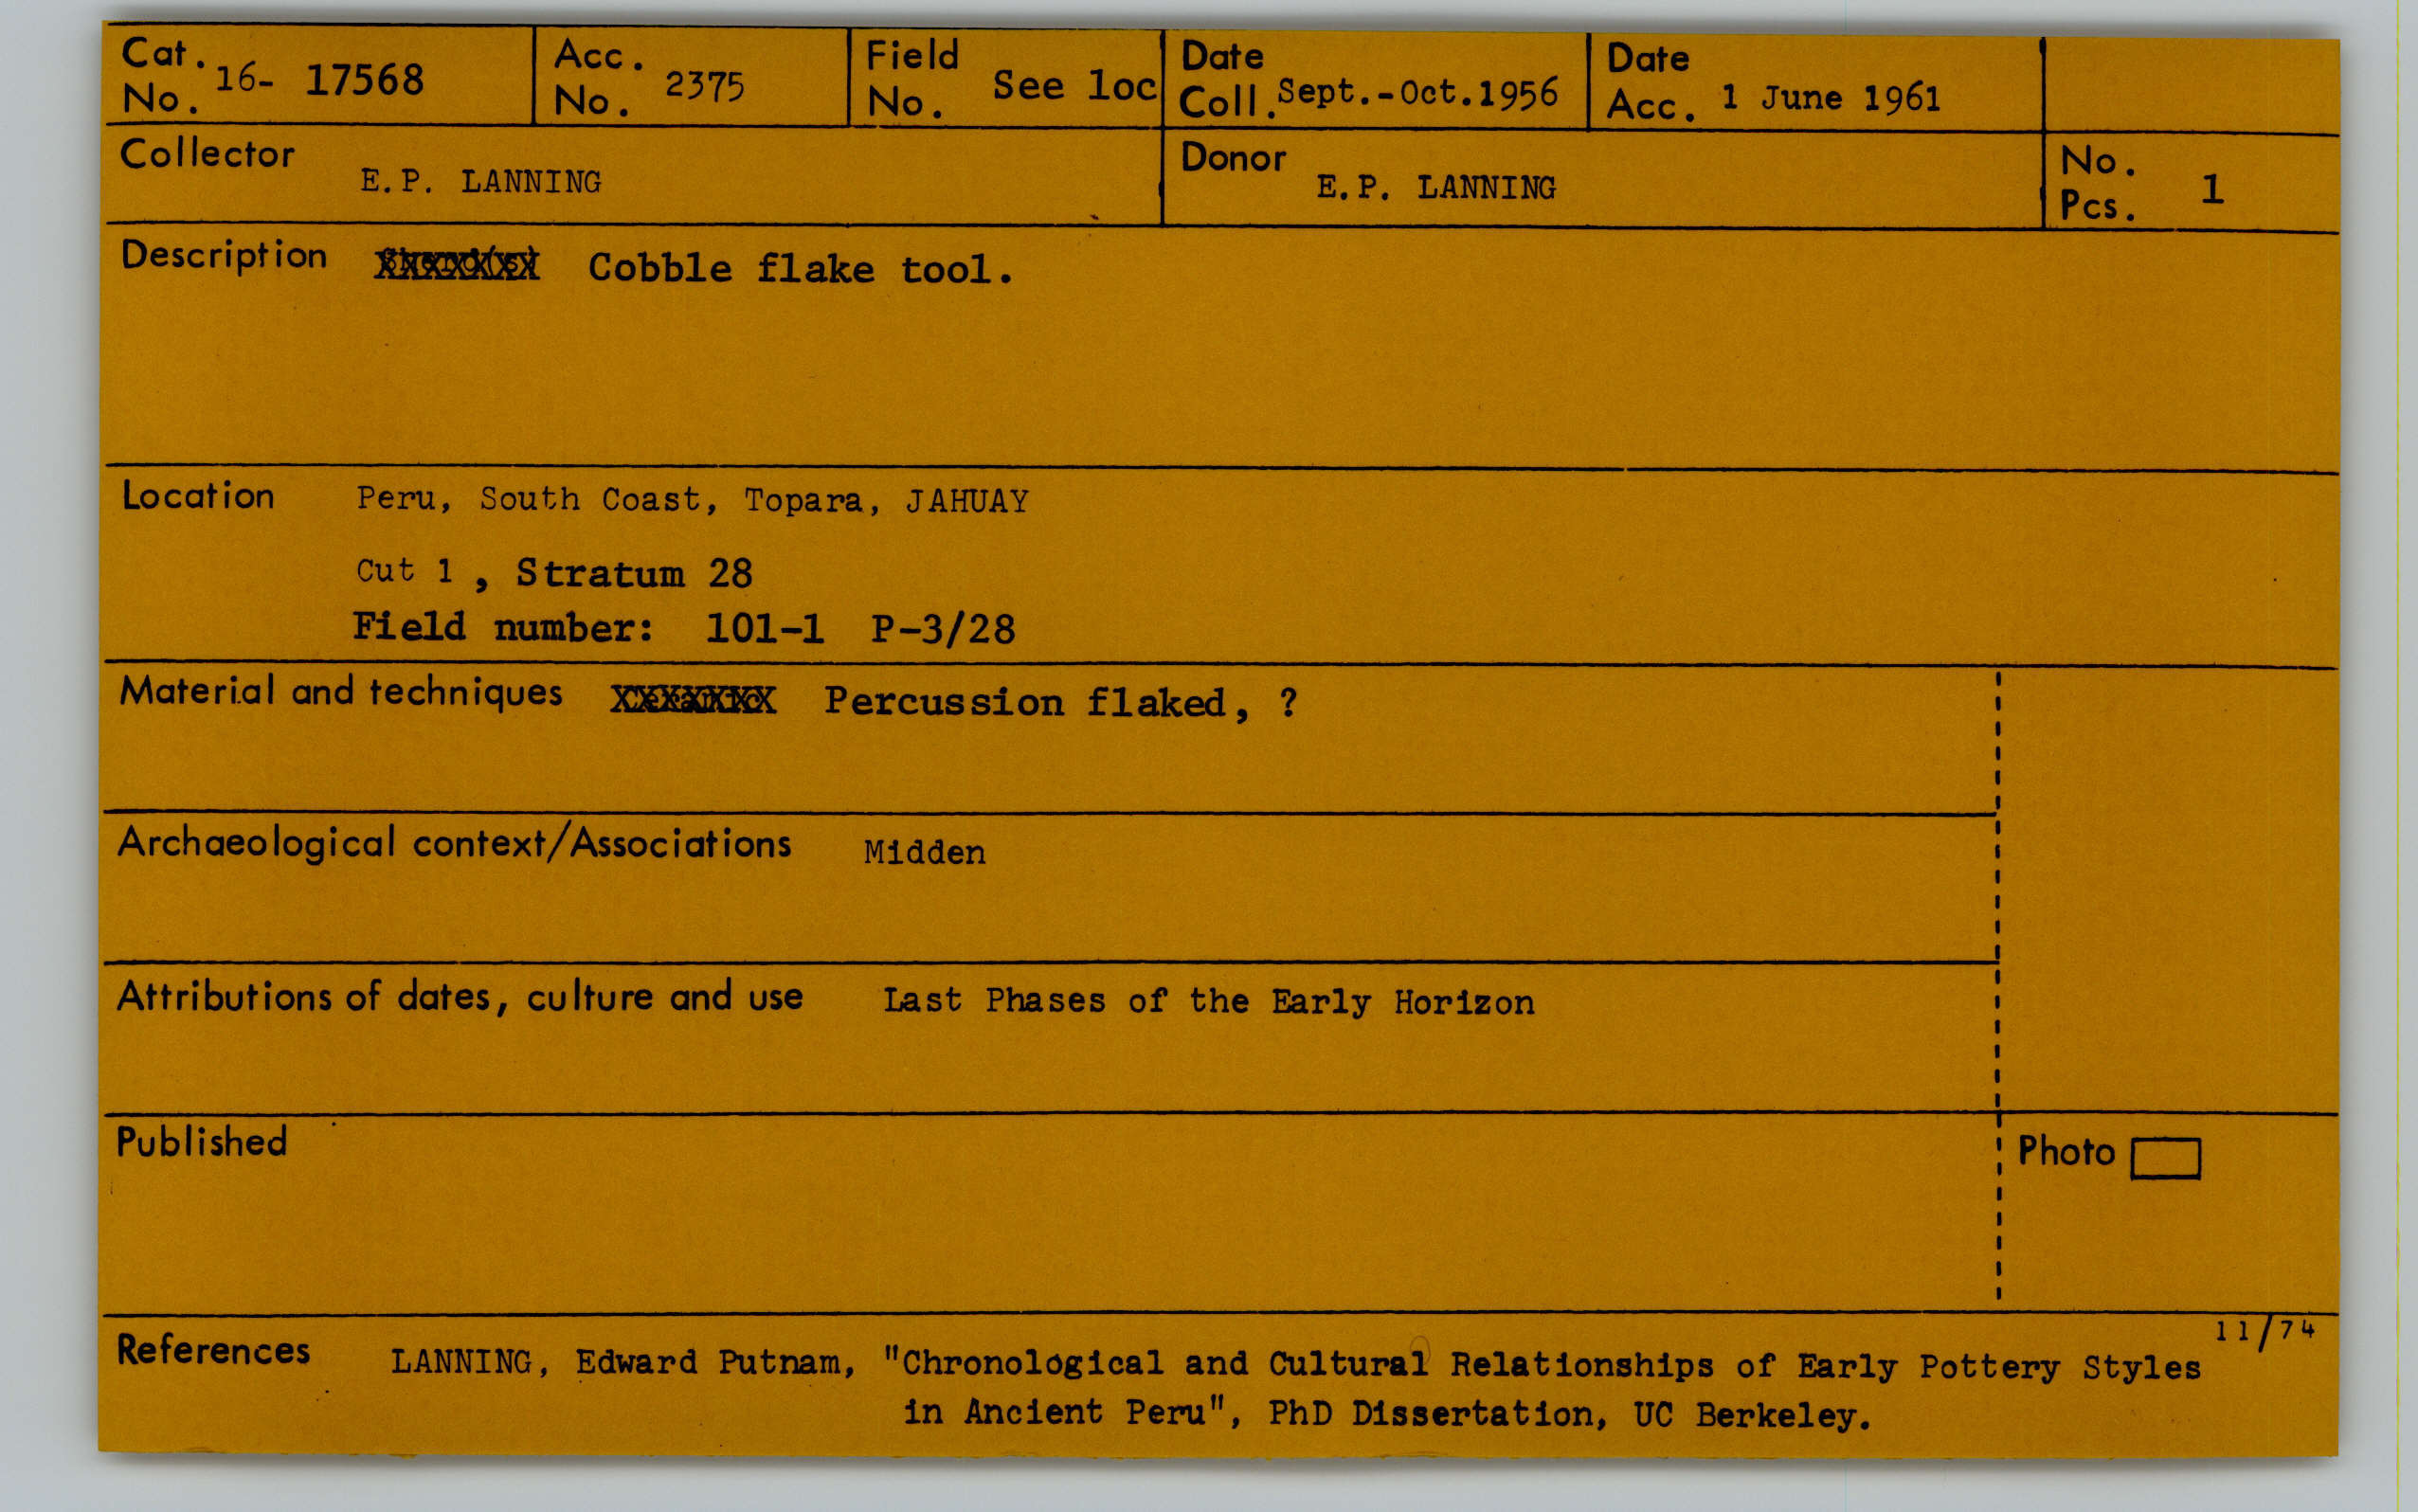 Cat. No. 16- 17568 Acc. No. 2375 Field No. See loc Date Coll. Sept.-Oct.1956 Date Acc. 1 June 1961
Collector E.P. LANNING Donor E.P. LANNING No. Pcs. 1
Description Cobble flake tool.
Location Peru, South Coast, Topara, JAHUAY
Cut 1 , Stratum 28
Field number: 101-1 P-3/28
Material and techniques Percussion flaked, ?
Archaeological context/Associations Midden
Attributions of dates, culture and use Last Phases of the Early Horizon
Published Photo
11/74
References LANNING, Edward Putnam, "Chronological and Cultural Relationships of Early Pottery Styles
in Ancient Peru", PhD Dissertation, UC Berkeley.